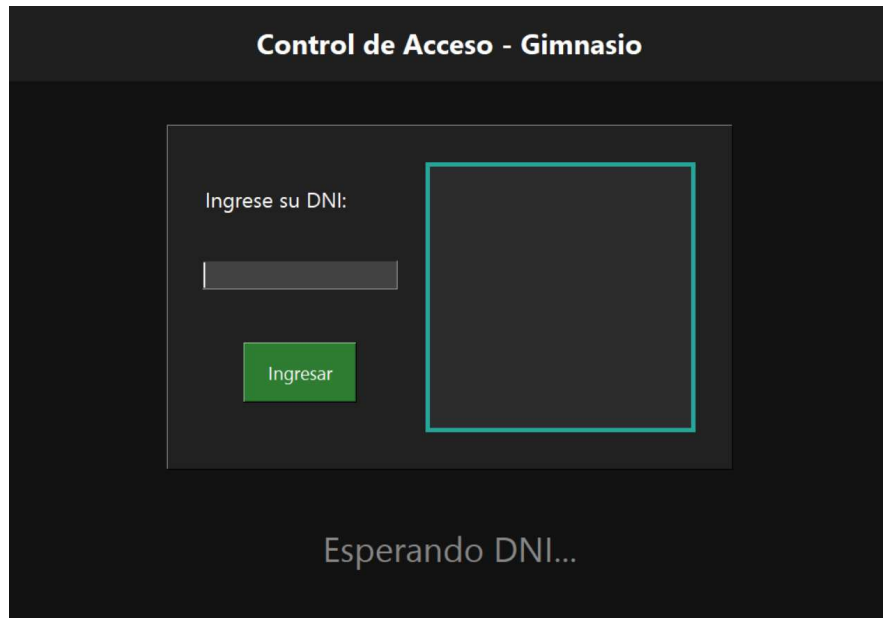 Control de Acceso - Gimnasio
Ingrese su DNI:
Ingresar
Esperando DNI...